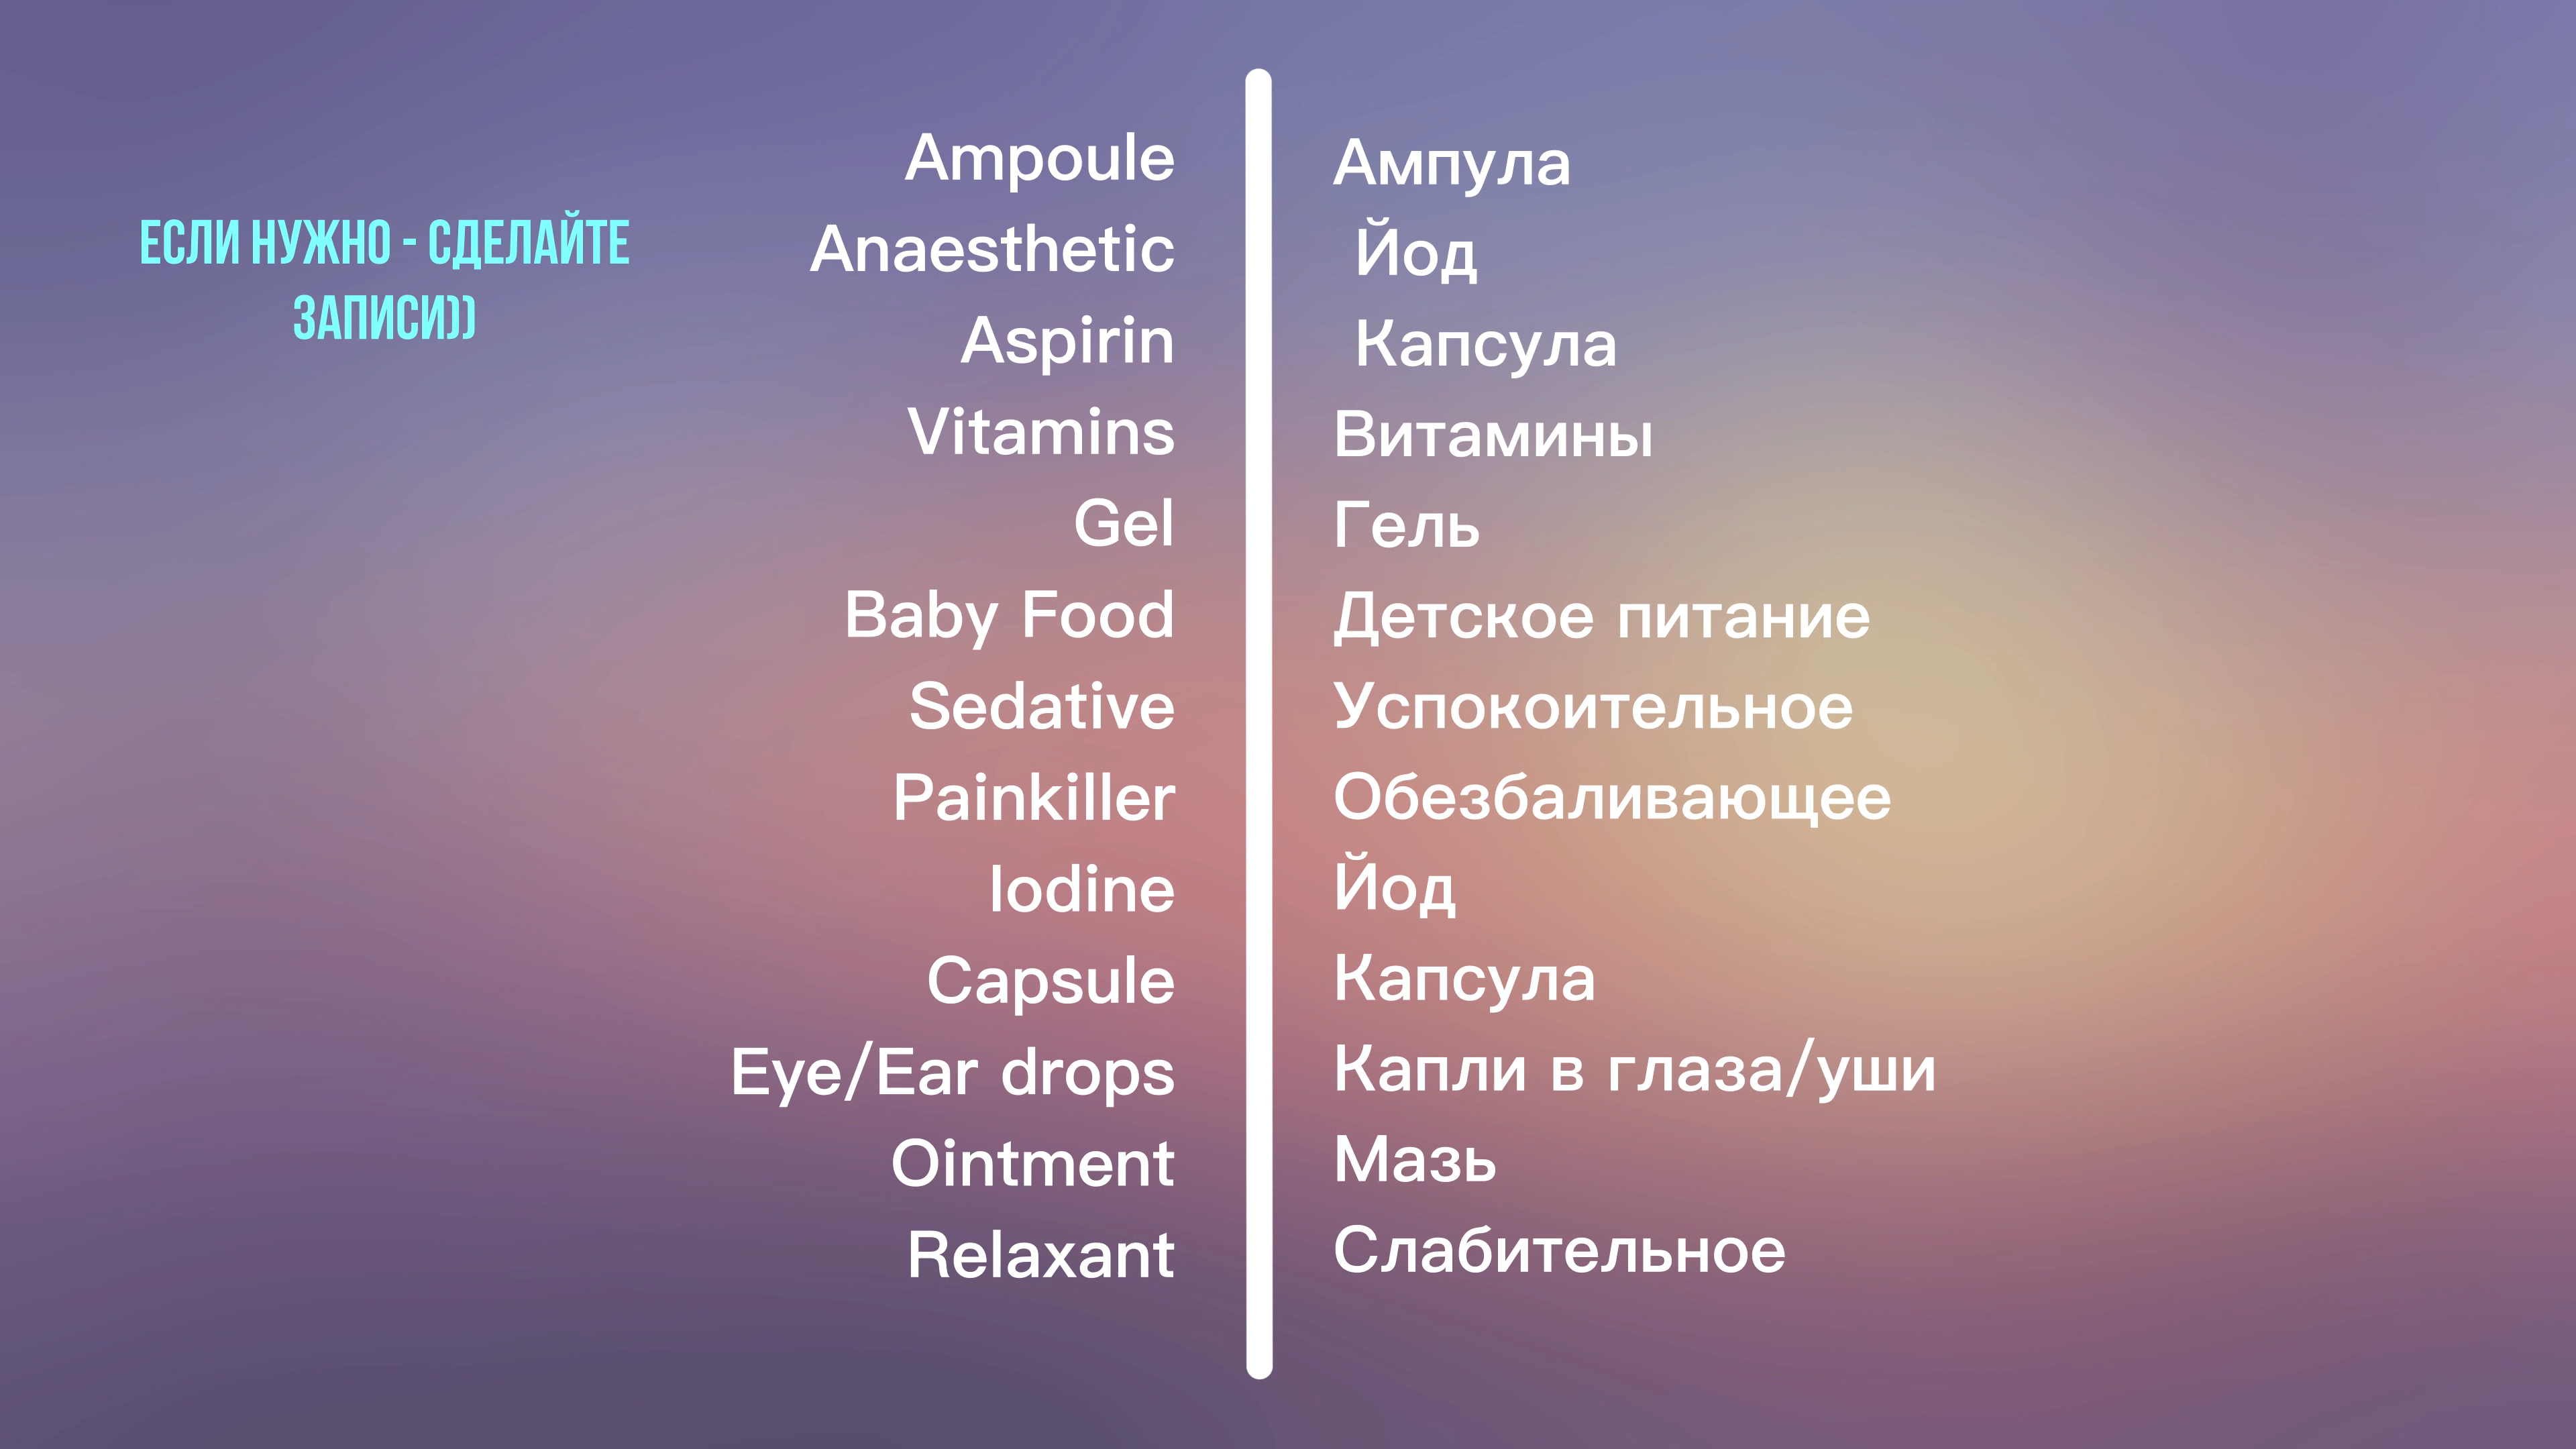 ЕСЛИ НУЖНО - СДЕЛАЙТЕ
ЗАПИСИ))
Ampoule
Anaesthetic
Aspirin
Vitamins
Gel
Baby Food
Sedative
Painkiller
Iodine
Capsule
Eye/Ear drops
Ointment
Relaxant
Ампула
Йод
Капсула
Витамины
Гель
Детское питание
Успокоительное
Обезбаливающее
Йод
Капсула
Капли в глаза/уши
Мазь
Слабительное